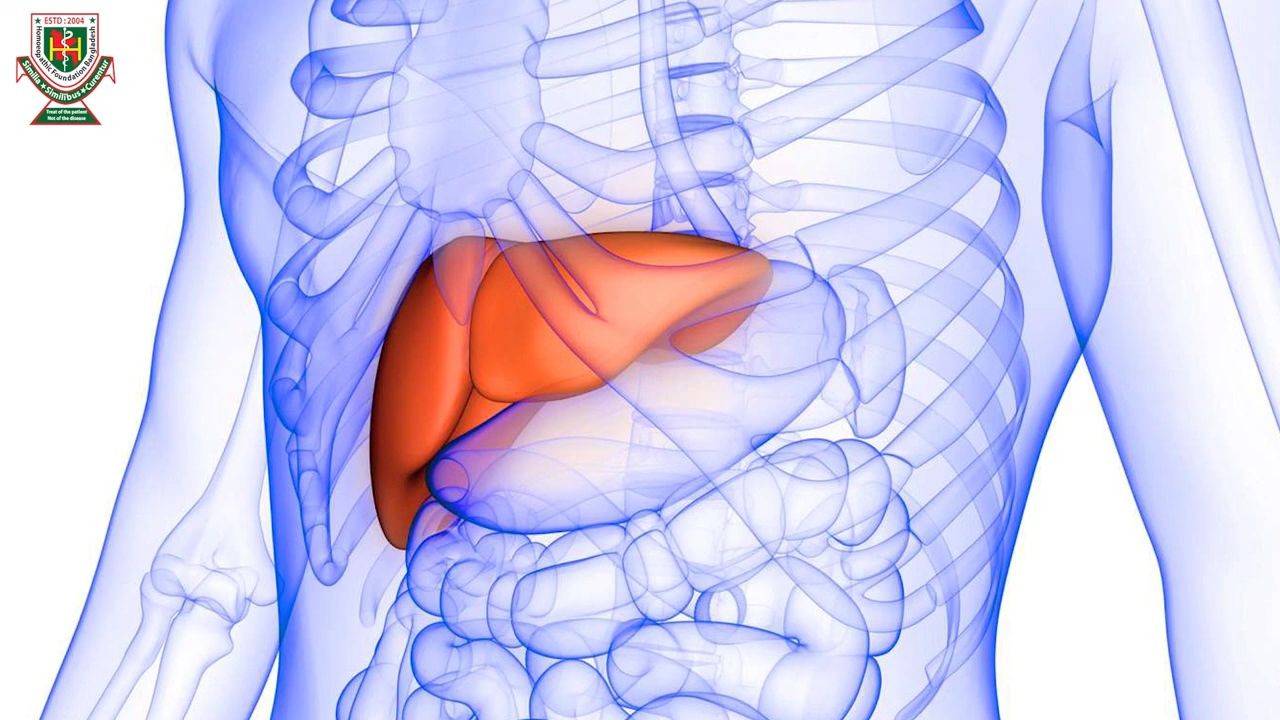 ★ ESTD : 2004 ★
Homoeopathic Foundation Bangladesh
Similia ★ Similibus ★ Curentur
Treat of the patient
Not of the disease